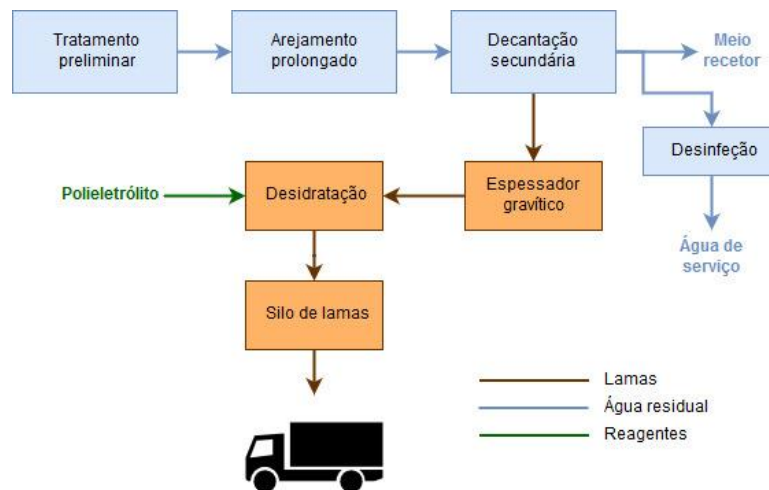 Tratamento
preliminar
Arejamento
prolongado
Decantação
secundária
Meio
recetor
Desinfeção
Polieletrólito
Desidratação
Espessador
gravítico
Água de
serviço
Silo de lamas
Lamas
Água residual
Reagentes